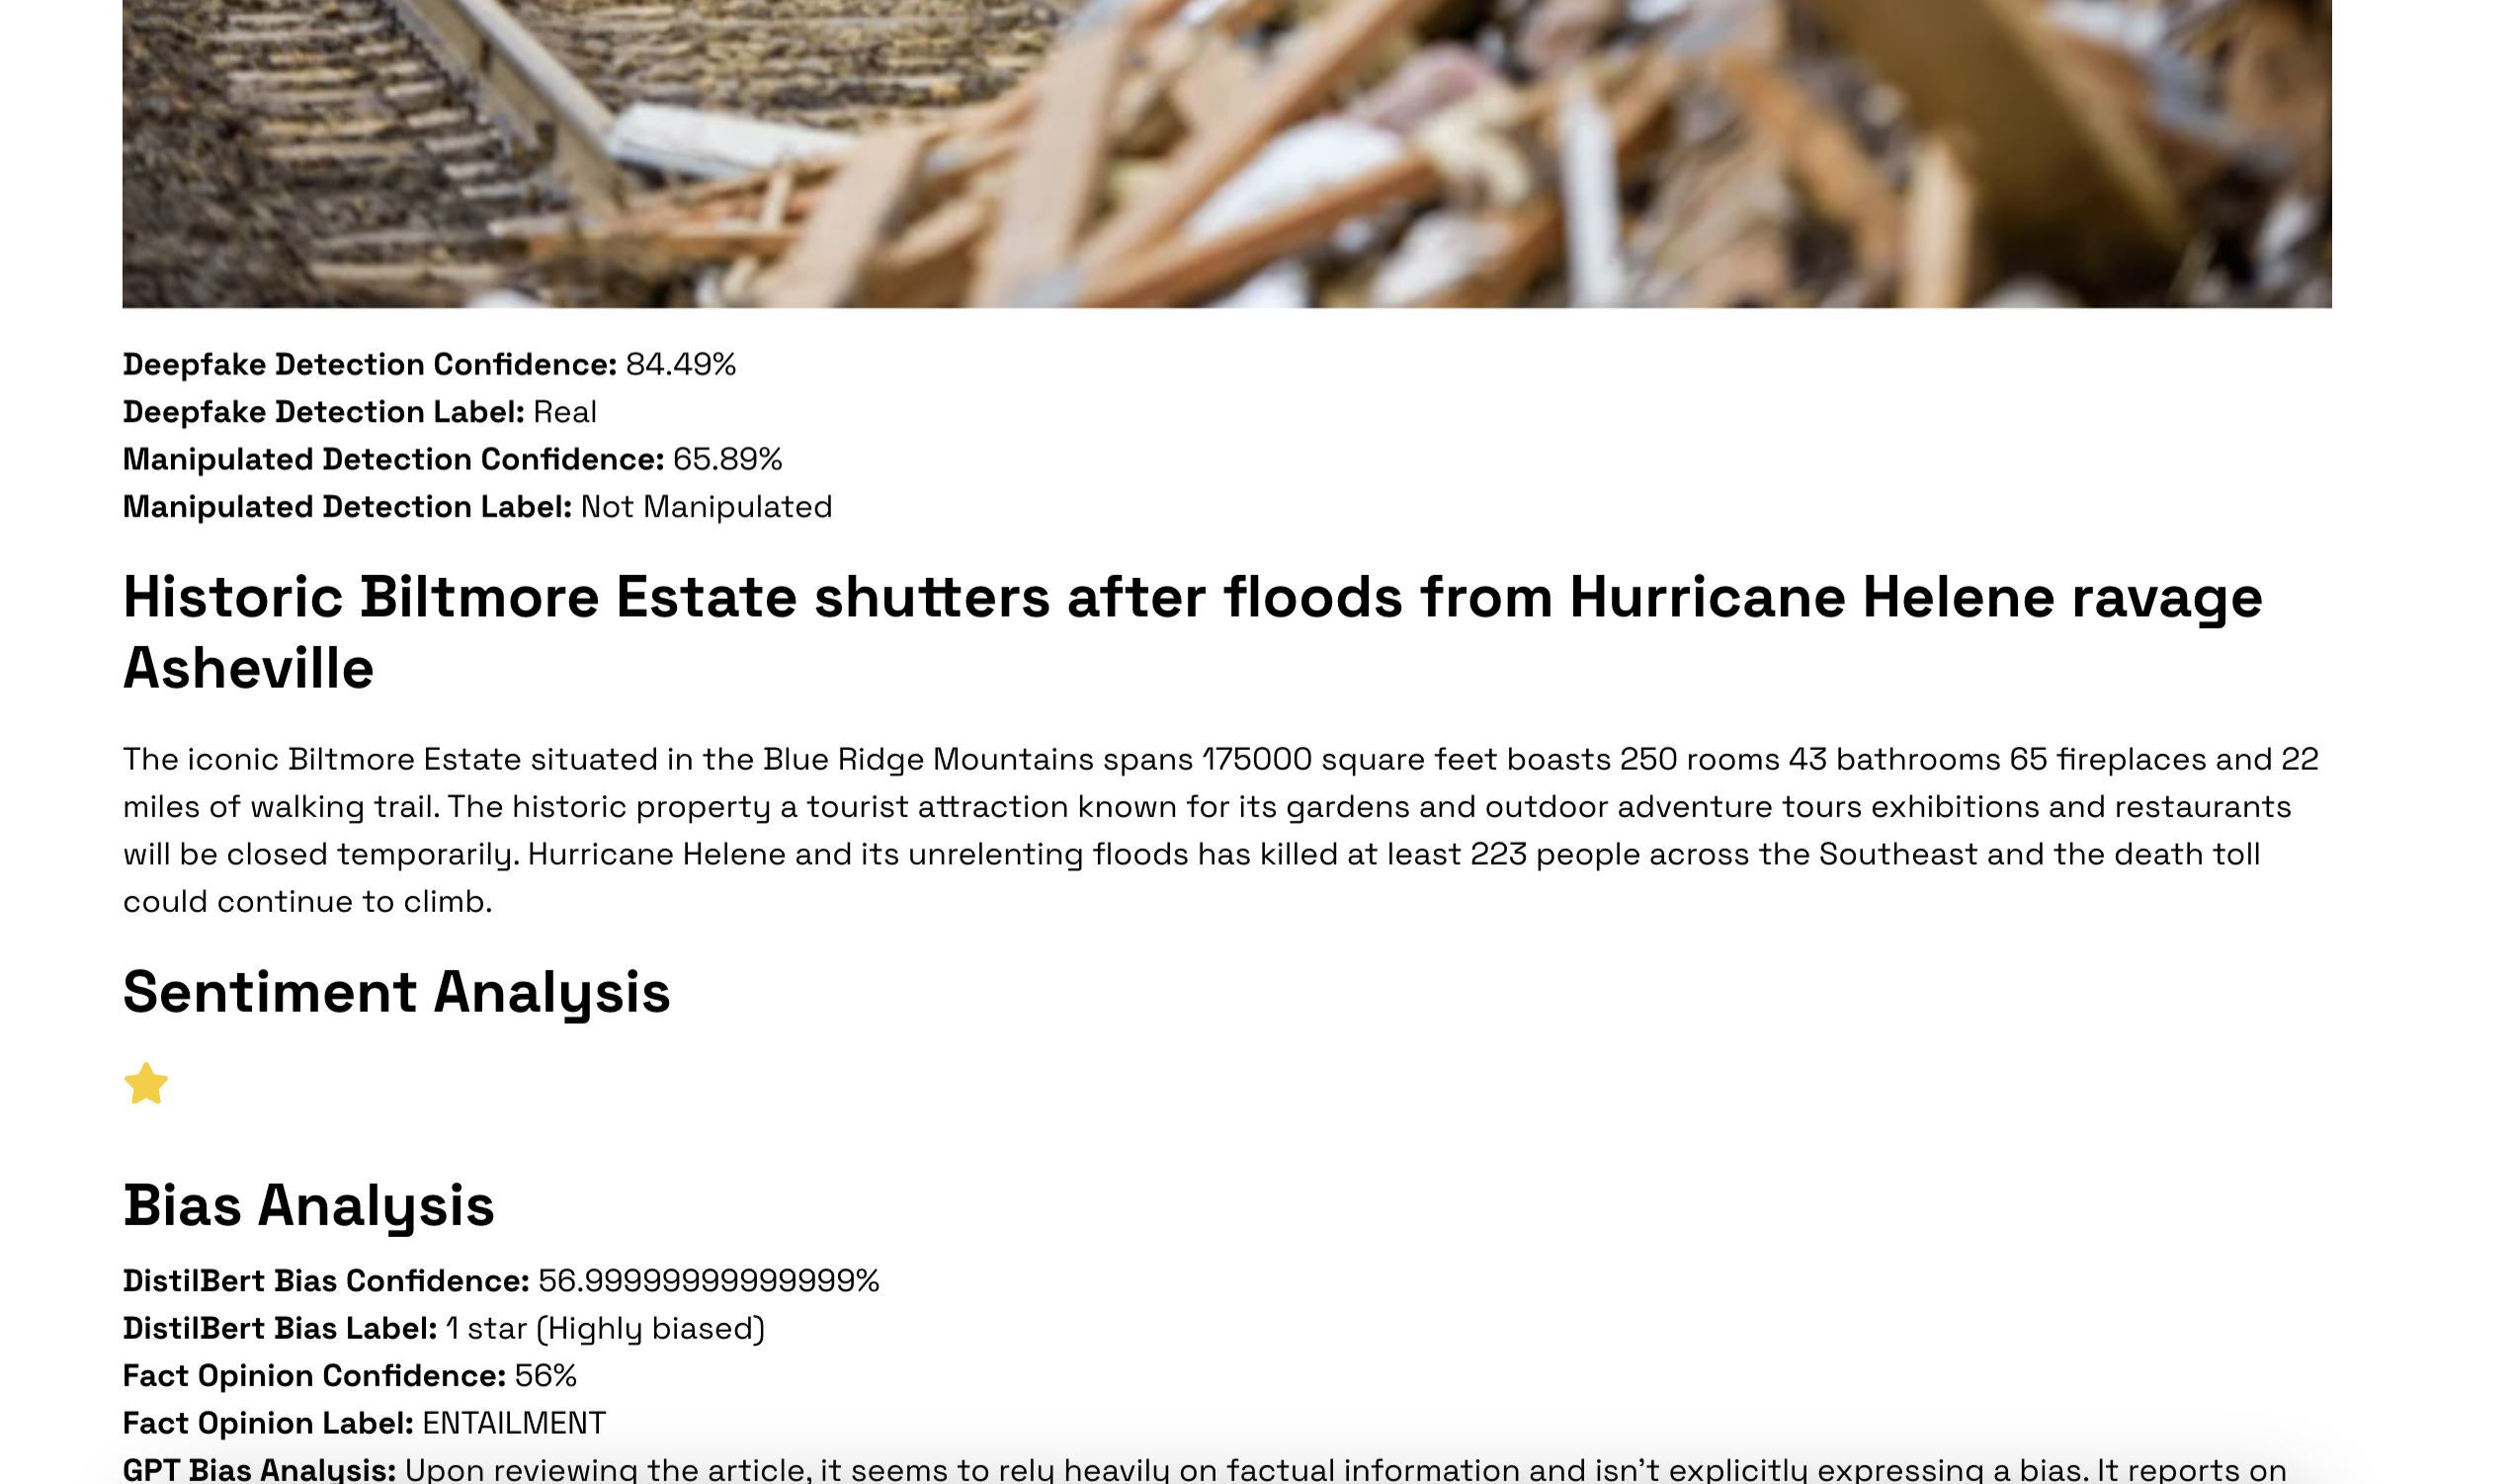 Deepfake Detection Confidence: 84.49%
Deepfake Detection Label: Real
Manipulated Detection Confidence: 65.89%
Manipulated Detection Label: Not Manipulated
Historic Biltmore Estate shutters after floods from Hurricane Helene ravage
Asheville
The iconic Biltmore Estate situated in the Blue Ridge Mountains spans 175000 square feet boasts 250 rooms 43 bathrooms 65 fireplaces and 22
miles of walking trail. The historic property a tourist attraction known for its gardens and outdoor adventure tours exhibitions and restaurants
will be closed temporarily. Hurricane Helene and its unrelenting floods has killed at least 223 people across the Southeast and the death toll
could continue to climb.
Sentiment Analysis
Bias Analysis
DistilBert Bias Confidence: 56.99999999999999%
DistilBert Bias Label: 1 star (Highly biased)
Fact Opinion Confidence: 56%
Fact Opinion Label: ENTAILMENT
GPT Bias Analysis: Upon reviewing the article, it seems to rely heavily on factual information and isn't explicitly expressing a bias. It reports on